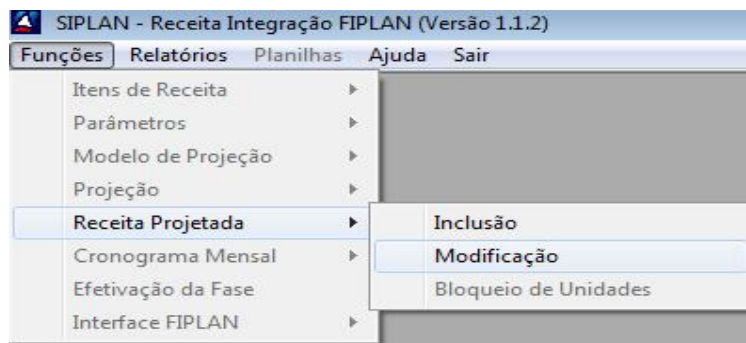 SIPLAN - Receita Integração FIPLAN (Versão 1.1.2)
Funções Relatórios Planilhas Ajuda Sair
Itens de Receita
Parâmetros
Modelo de Projeção
Projeção
Receita Projetada
Inclusão
Cronograma Mensal
Modificação
Efetivação da Fase
Bloqueio de Unidades
Interface FIPLAN